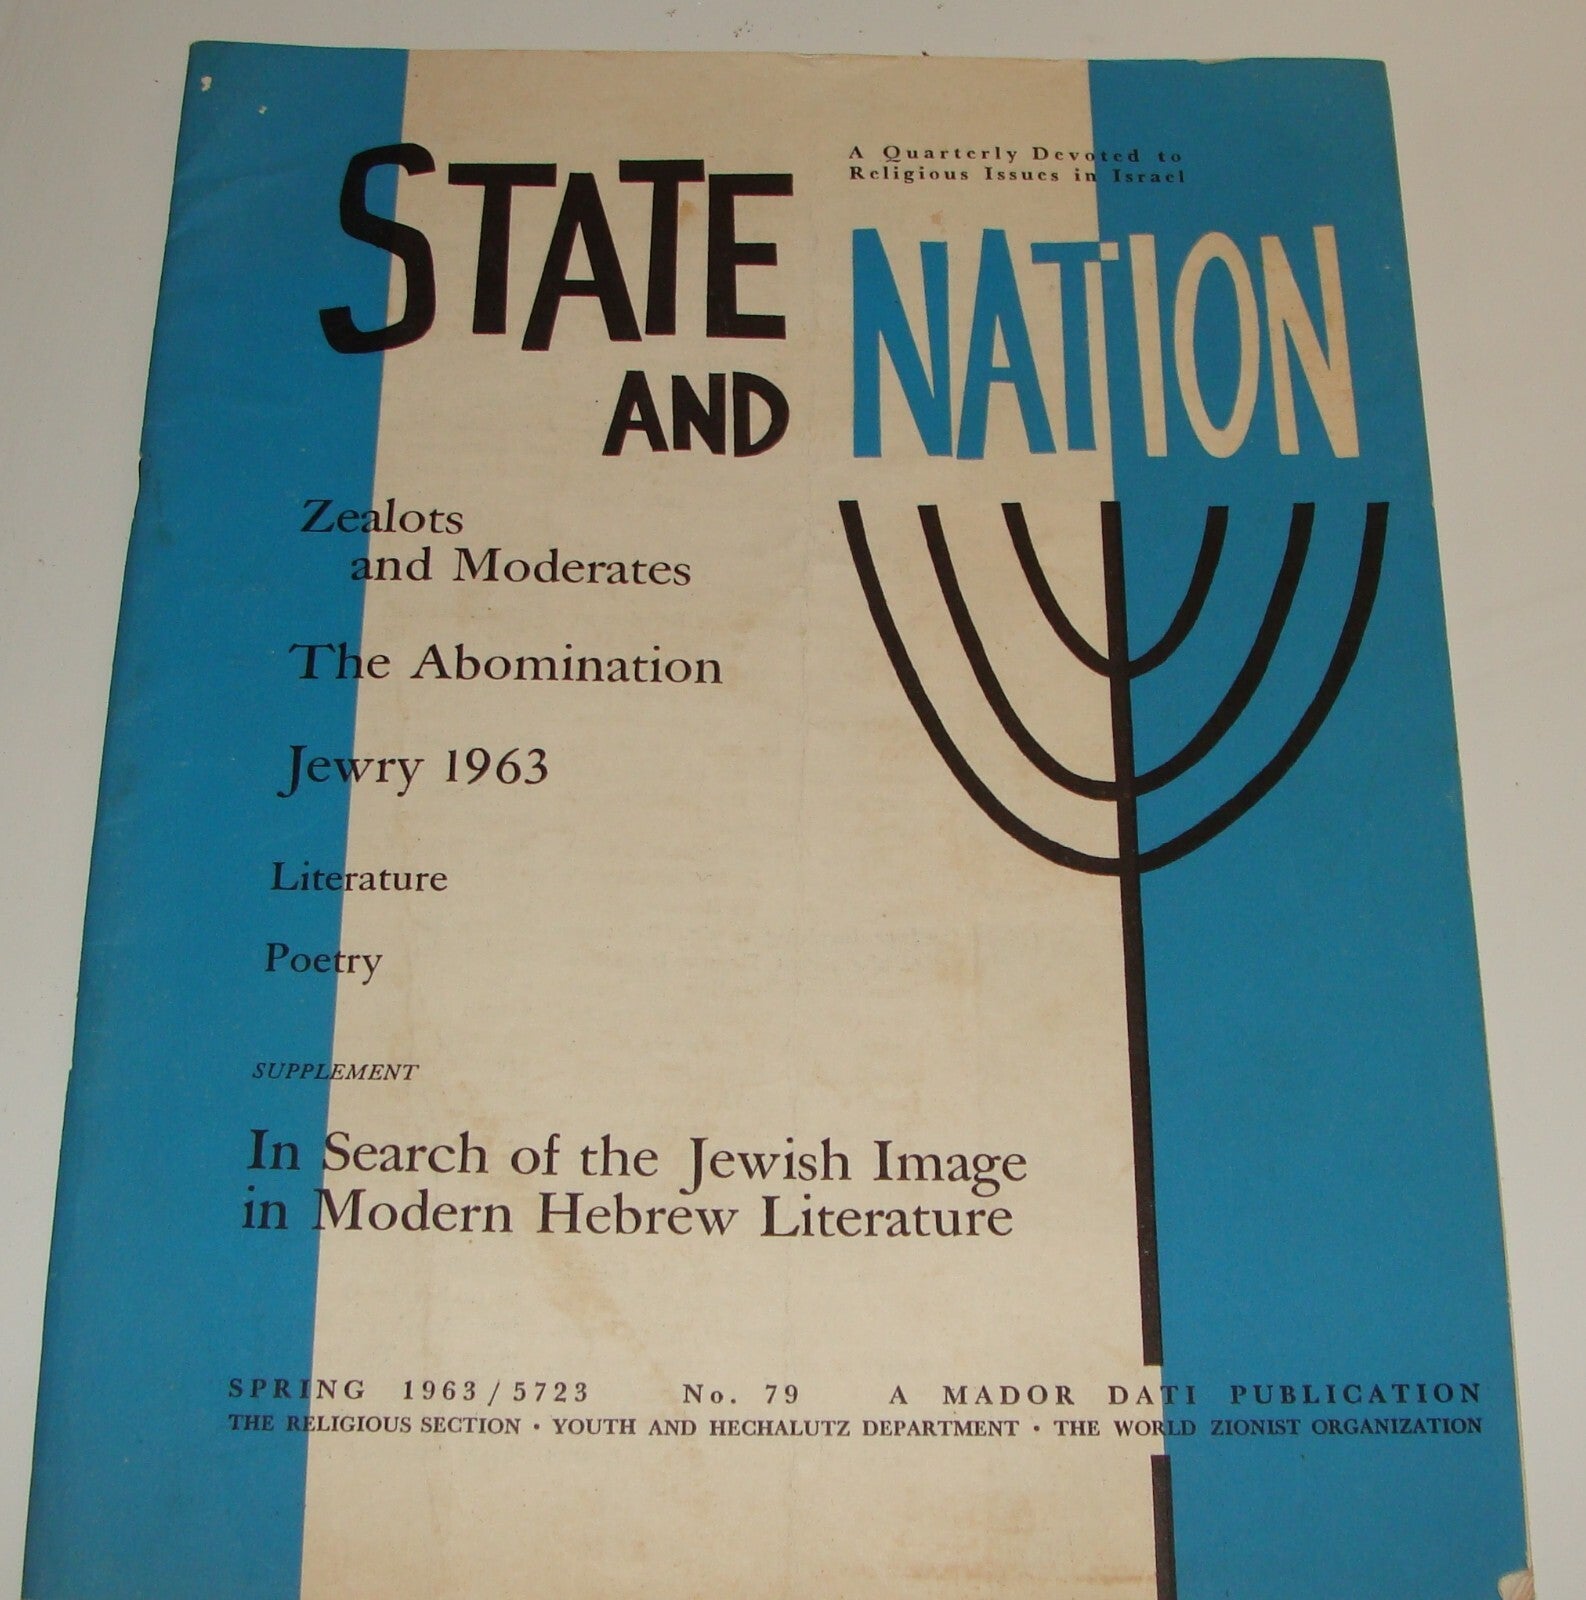 STATE
AND
A Quarterly Devoted to
Religious Issues in Israel
NATION
Zealots
and Moderates
The Abomination
Jewry 1963
Literature
Poetry
SUPPLEMENT
In Search of the Jewish Image
in Modern Hebrew Literature
SPRING 1963/5723 No. 79 A MADOR DATI PUBLICATION
THE RELIGIOUS SECTION · YOUTH AND HECHALUTZ DEPARTMENT · THE WORLD ZIONIST ORGANIZATION